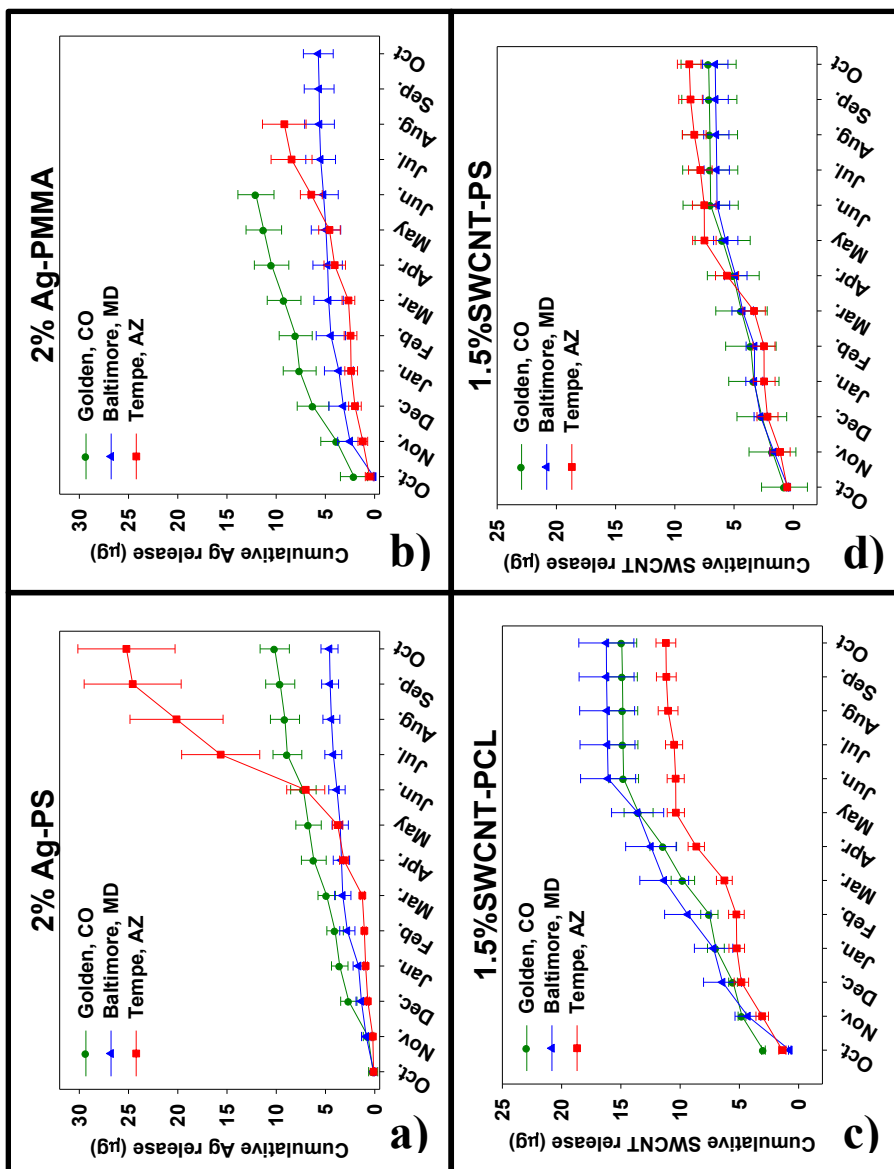 2% Ag-PS
Cumulative Ag release (µg)
30
20
10
0
Golden, CO
Baltimore, MD
Tempe, AZ
Oct.
Nov.
Dec.
Jan.
Feb.
Mar.
Apr.
May
Jun.
Jul.
Aug.
Sep.
Oct
a)
2% Ag-PMMA
Cumulative Ag release (µg)
30
25
20
15
10
5
0
Golden, CO
Baltimore, MD
Tempe, AZ
Oct.
Nov.
Dec.
Jan.
Feb.
Mar.
Apr.
May
Jun.
Jul.
Aug.
Sep.
Oct
b)
1.5%SWCNT-PCL
Cumulative SWCNT release (µg)
25
20
15
10
5
0
Golden, CO
Baltimore, MD
Tempe, AZ
Oct.
Nov.
Dec.
Jan.
Feb.
Mar.
Apr.
May
Jun.
Jul.
Aug.
Sep.
Oct
c)
1.5%SWCNT-PS
Cumulative SWCNT release (µg)
25
20
15
10
5
0
Golden, CO
Baltimore, MD
Tempe, AZ
Oct.
Nov.
Dec.
Jan.
Feb.
Mar.
Apr.
May
Jun.
Jul.
Aug.
Sep.
Oct
d)